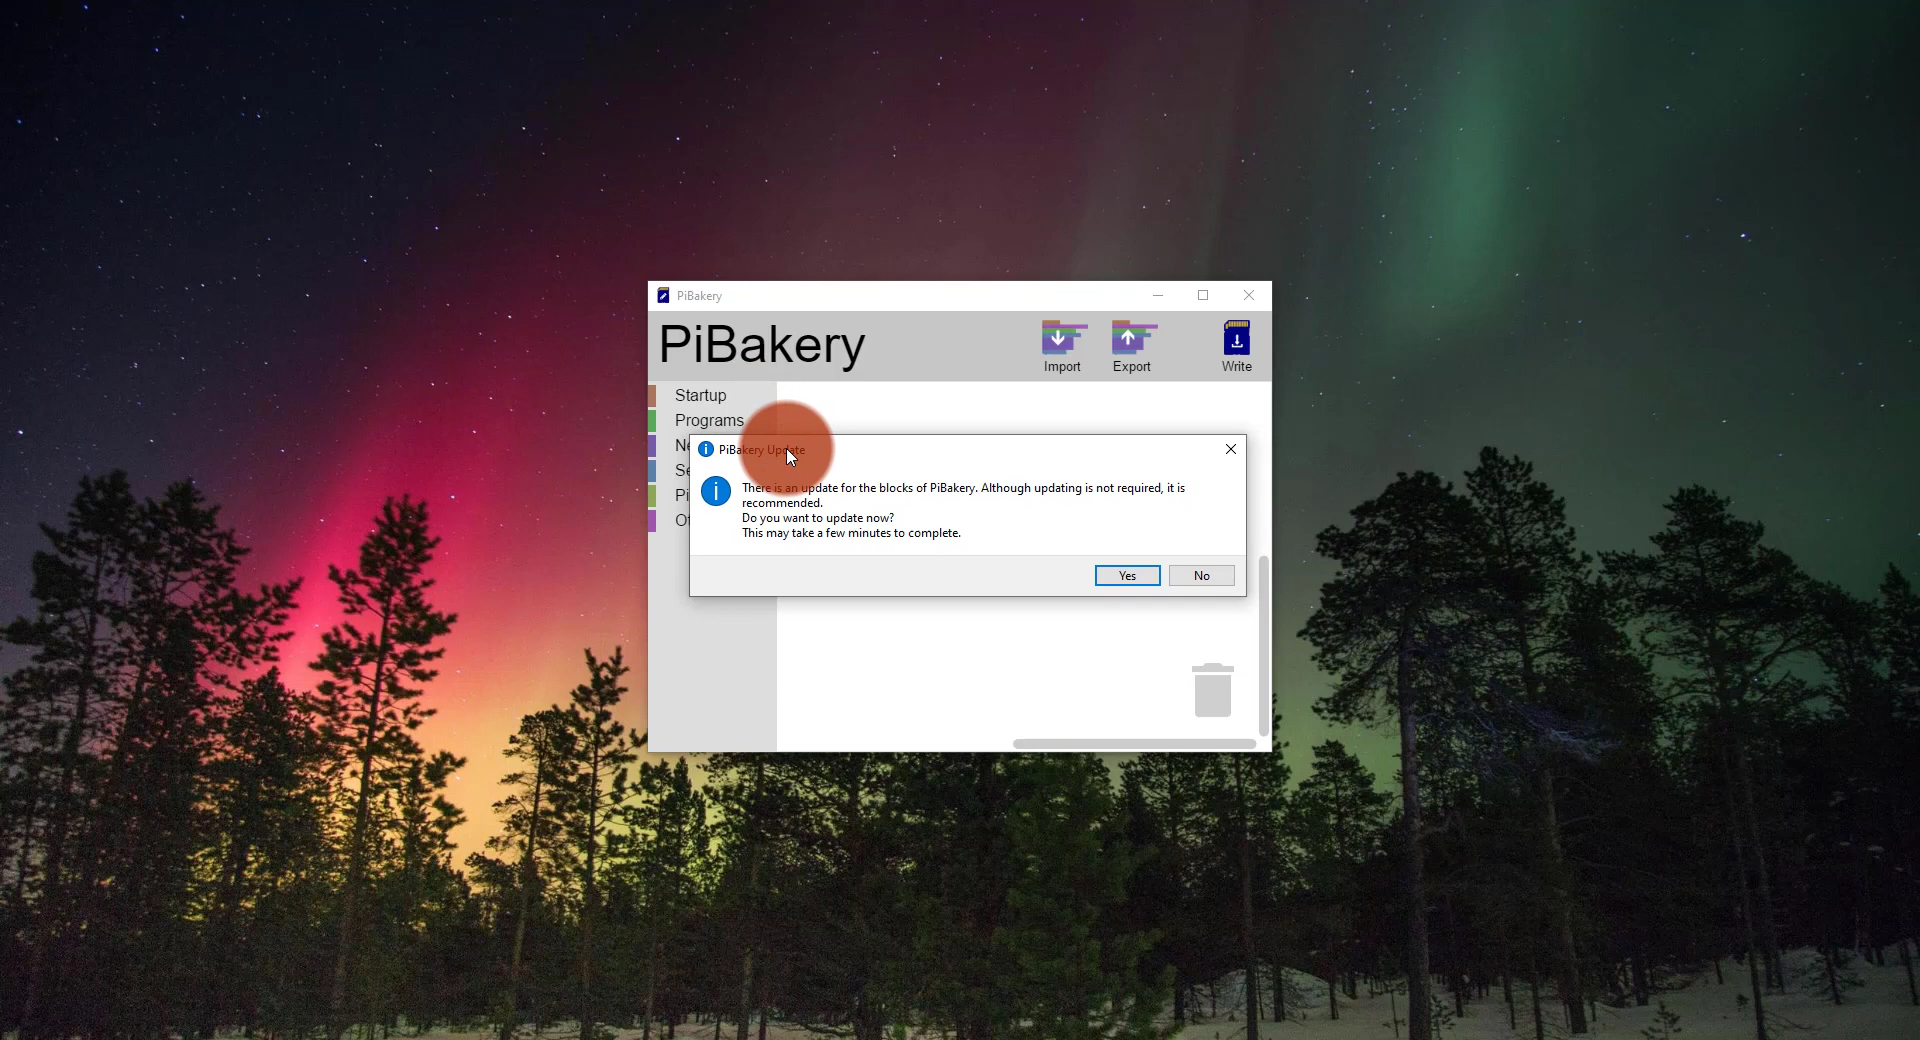 PiBakery
PiBakery
Import
Export
Write
Startup
Programs
PiBakery Update
There is an update for the blocks of PiBakery. Although updating is not required, it is
recommended.
Do you want to update now?
This may take a few minutes to complete.
Yes
No